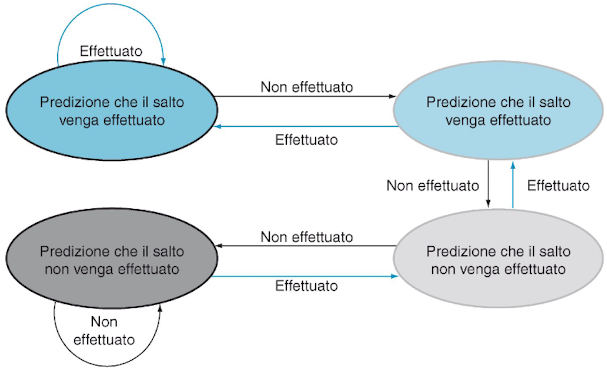 Effettuato
Predizione che il salto
venga effettuato
Non effettuato
Effettuato
Predizione che il salto
venga effettuato
Non effettuato
Effettuato
Predizione che il salto
non venga effettuato
Non effettuato
Effettuato
Predizione che il salto
non venga effettuato
Non
effettuato